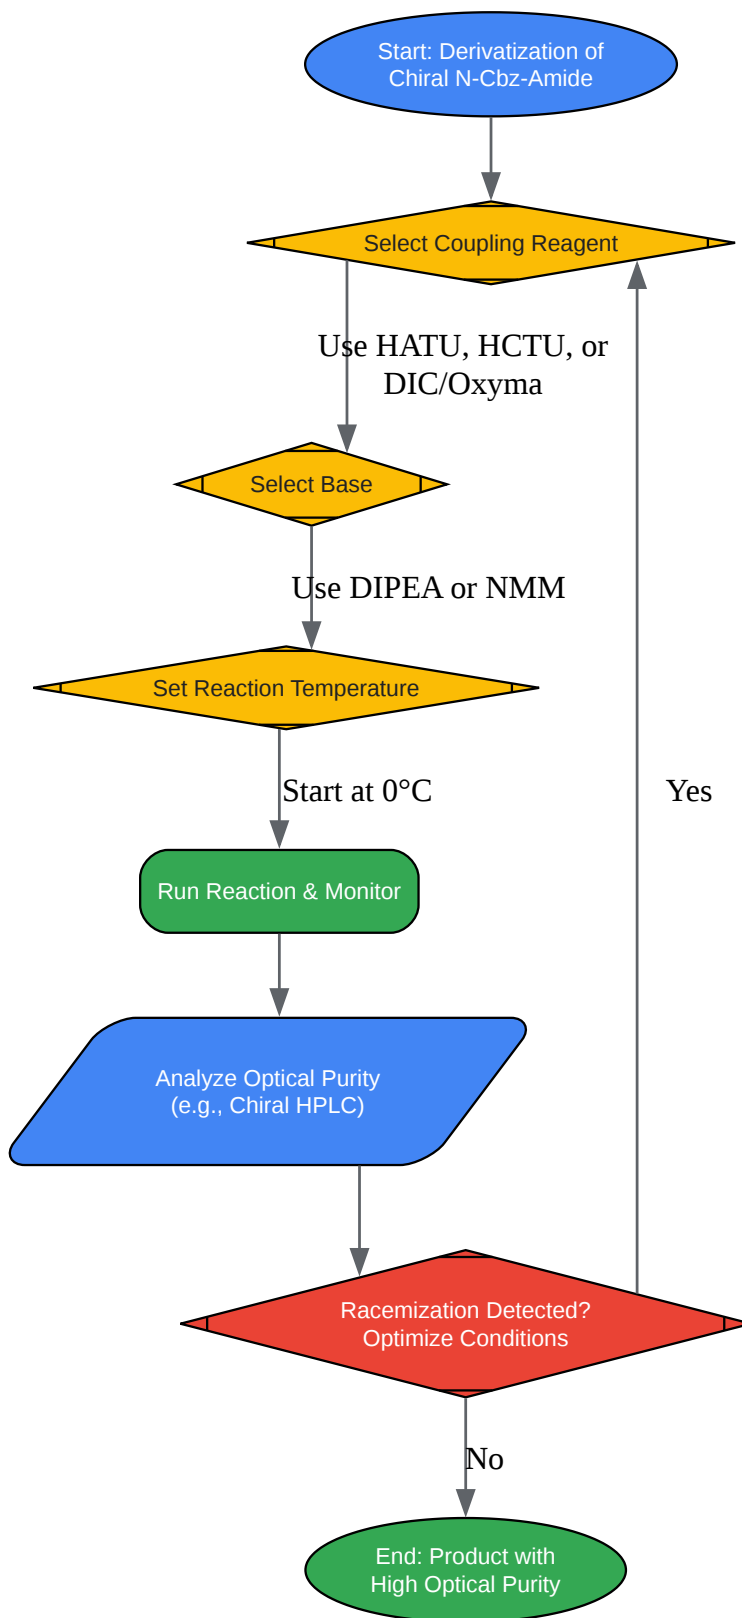 Start: Derivatization of
Chiral N-Cbz-Amide
Select Coupling Reagent
Use HATU, HCTU, or
DIC/Oxyma
Select Base
Use DIPEA or NMM
Set Reaction Temperature
Start at 0°C
Yes
Run Reaction & Monitor
Analyze Optical Purity
(e.g., Chiral HPLC)
Racemization Detected?
Optimize Conditions
No
End: Product with
High Optical Purity